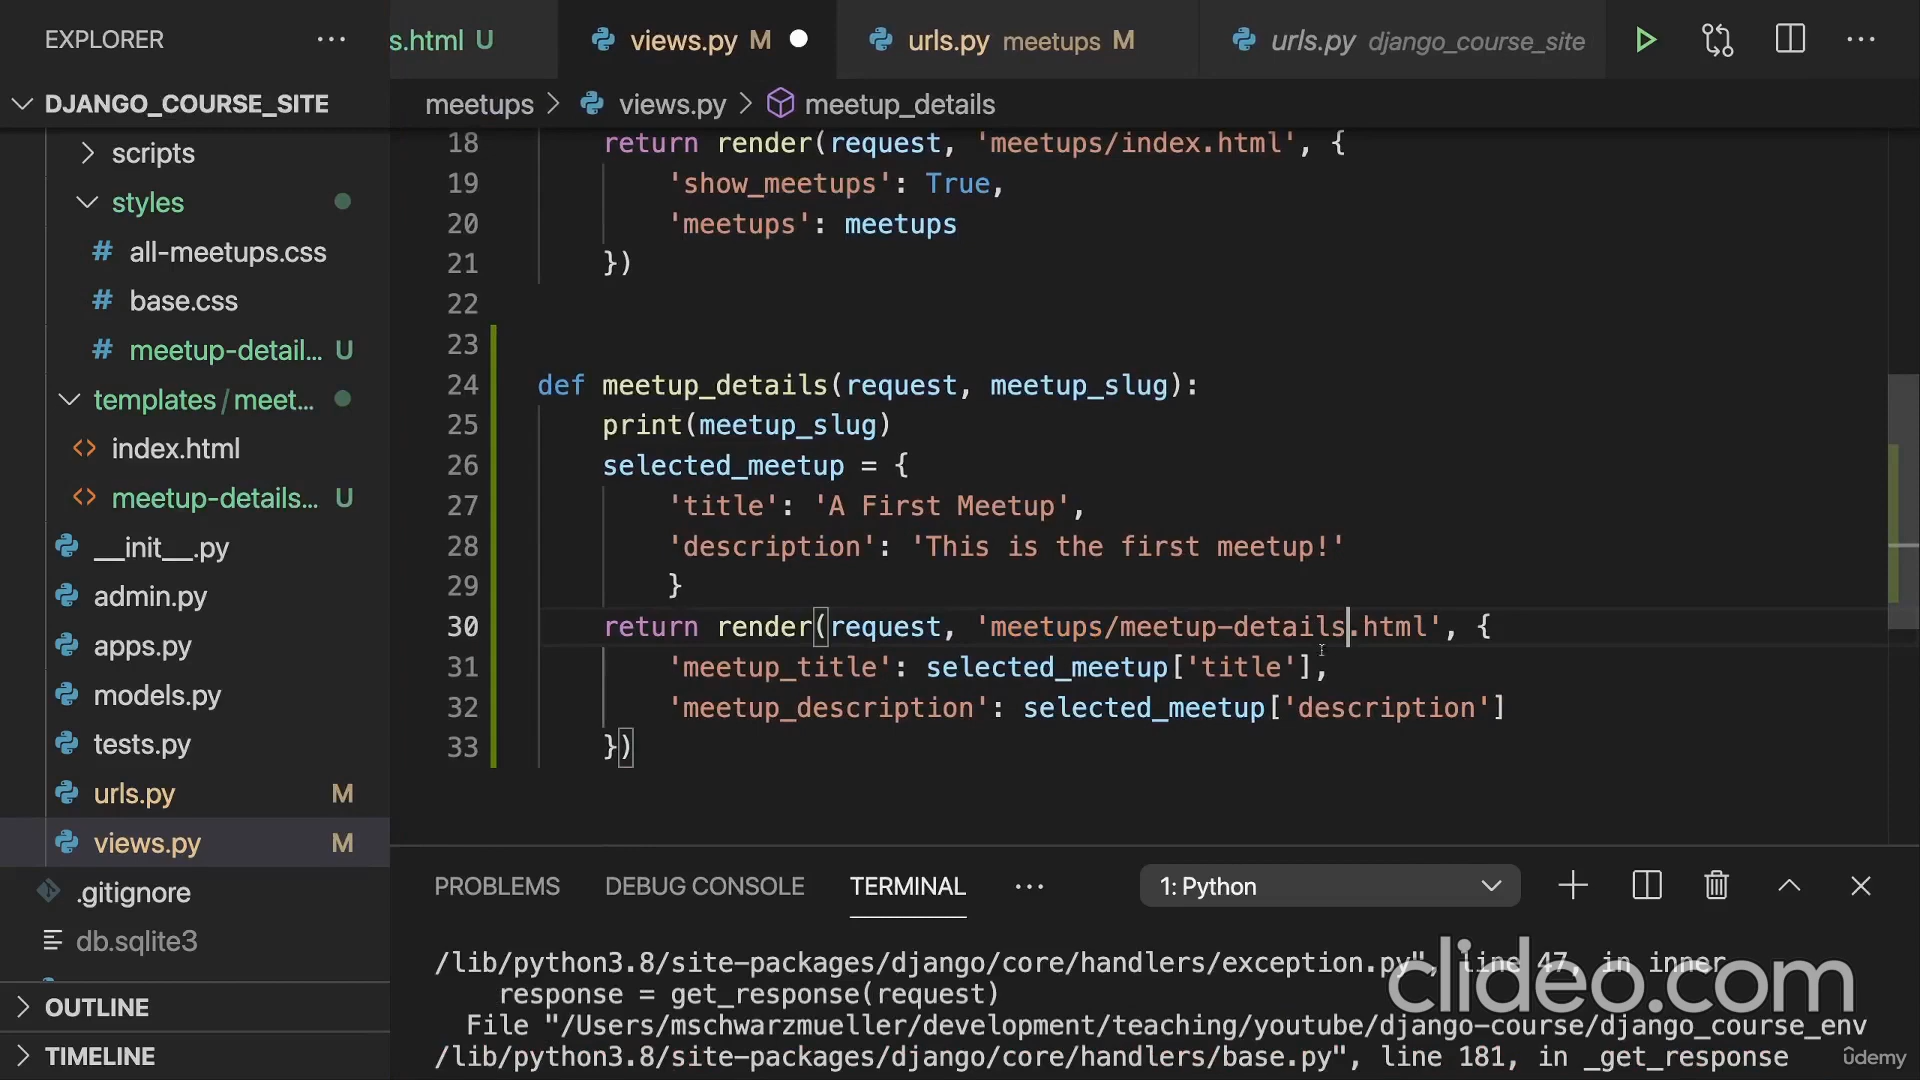 EXPLORER
s.html U
views.py M
urls.py meetups M
urls.py django_course_site
DJANGO_COURSE_SITE
meetups
views.py
meetup_details
scripts
styles
# all-meetups.css
# base.css
# meetup-detail... U
templates/meet...
<> index.html
<> meetup-details... U
__init__.py
admin.py
apps.py
models.py
tests.py
urls.py M
views.py M
.gitignore
db.sqlite3
OUTLINE
TIMELINE
18 return render(request, 'meetups/index.html', {
19 'show_meetups': True,
20 'meetups': meetups
21 })
22
23
24 def meetup_details(request, meetup_slug):
25 print(meetup_slug)
26 selected_meetup = {
27 'title': 'A First Meetup',
28 'description': 'This is the first meetup!'
29 }
30 return render(request, 'meetups/meetup-details.html', {
31 'meetup_title': selected_meetup['title'],
32 'meetup_description': selected_meetup['description']
33 })
PROBLEMS
DEBUG CONSOLE
TERMINAL
1: Python
/lib/python3.8/site-packages/django/core/handlers/exception.py", line 47, in inner
response = get_response(request)
File "/Users/mschwarzmueller/development/teaching/youtube/django-course/django_course_env
/lib/python3.8/site-packages/django/core/handlers/base.py", line 181, in _get_response
clideo.com
ûdemy